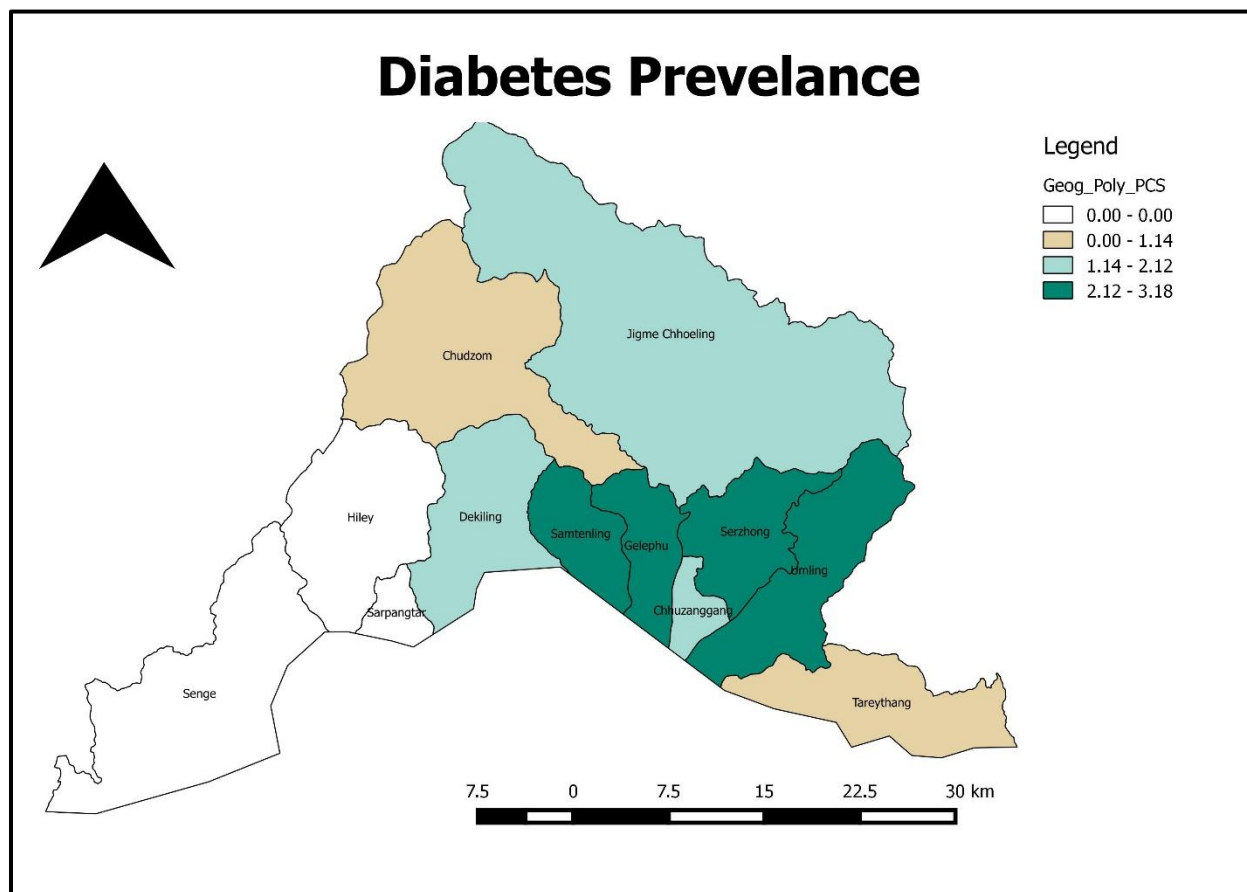 Diabetes Prevelance
Legend
Geog_Poly_PCS
0.00 - 0.00
0.00 - 1.14
1.14 - 2.12
2.12 - 3.18
Jigme Chhoeling
Chudzom
Hiley
Dekiling
Samtenling
Gelephu
Serzhong
Umling
Sarpangtar
Chhuzanggang
Senge
Tareythang
7.5 0 7.5 15 22.5 30 km